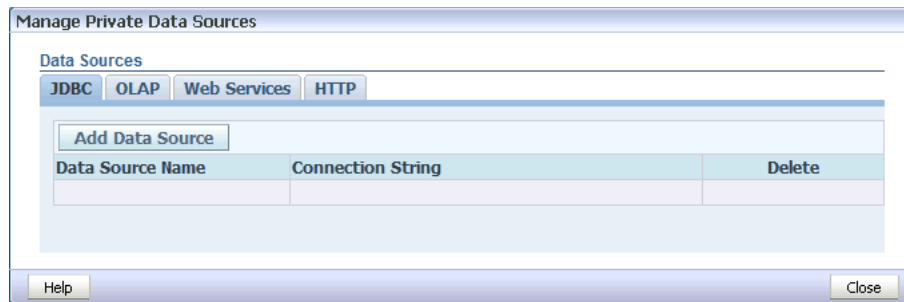 Manage Private Data Sources
Data Sources
JDBC OLAP Web Services HTTP
Add Data Source
Data Source Name Connection String Delete
Help Close